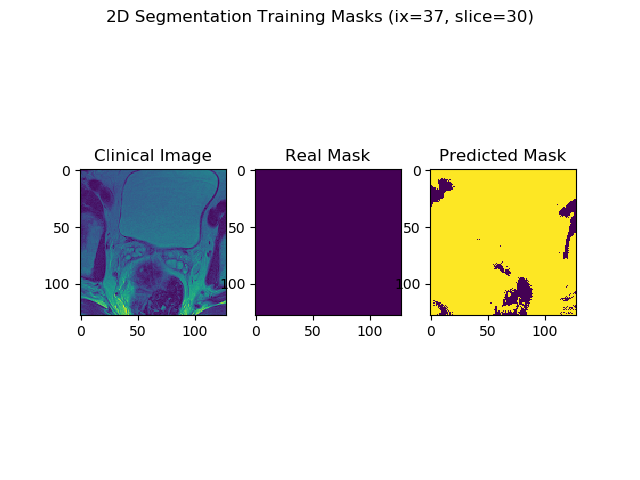 2D Segmentation Training Masks (ix=37, slice=30)
Clinical Image Real Mask Predicted Mask
0 0 0
50 50 50
100 100 100
0 50 100 0 50 100 0 50 100